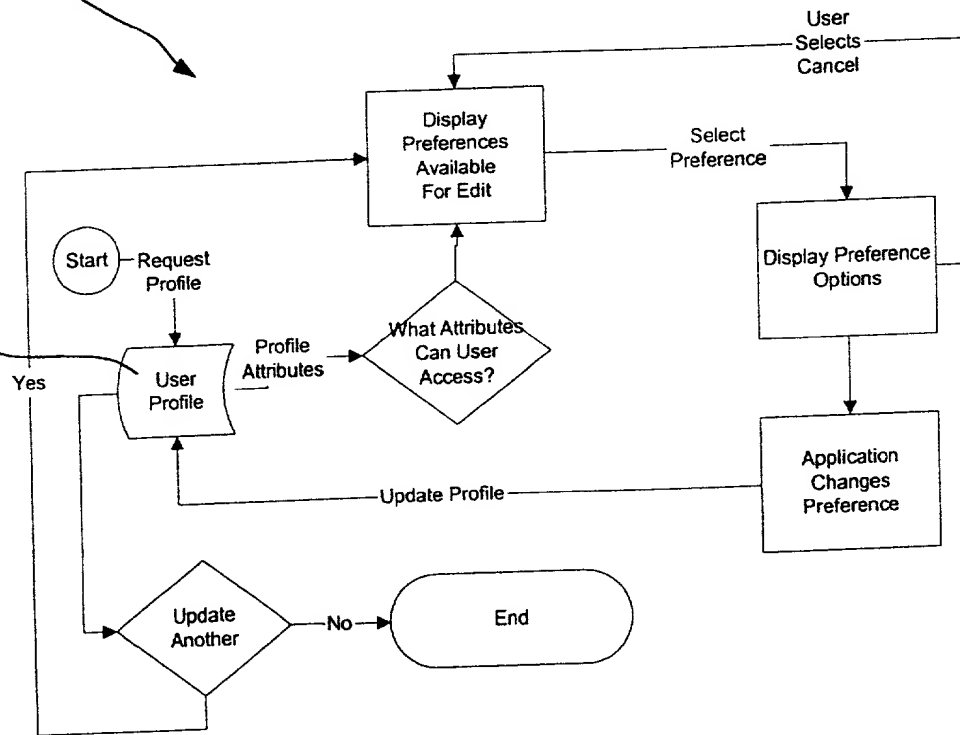 User
Selects
Cancel
Display
Preferences
Available
For Edit
Select
Preference
Start
Request
Profile
Display Preference
Options
What Attributes
Can User
Access?
Profile
Attributes
User
Profile
Yes
Application
Changes
Preference
Update Profile
Update
Another
No
End